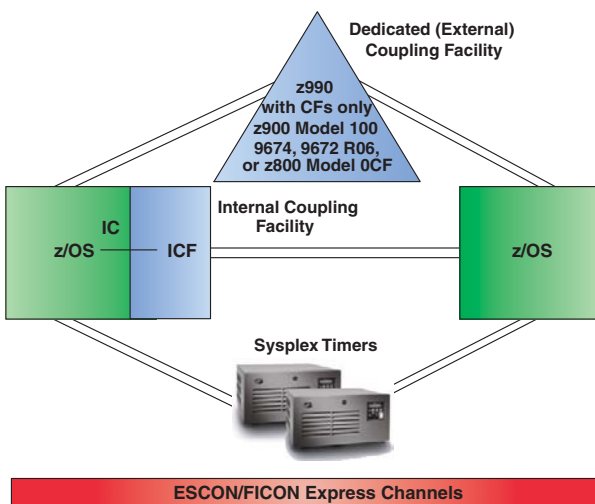 Dedicated (External)
Coupling Facility
z990
with CFs only
z900 Model 100
9674, 9672 R06,
or z800 Model 0CF
Internal Coupling
Facility
IC
z/OS
ICF
z/OS
Sysplex Timers
ESCON/FICON Express Channels